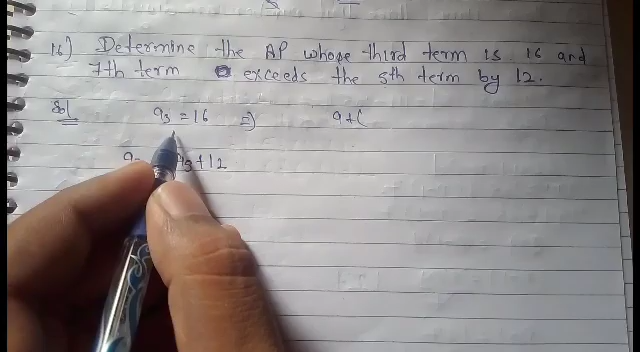 16) Determine the AP whose third term is 16 and
7th term exceeds the 5th term by 12.
Sol a3 = 16 => a+(
a5+12